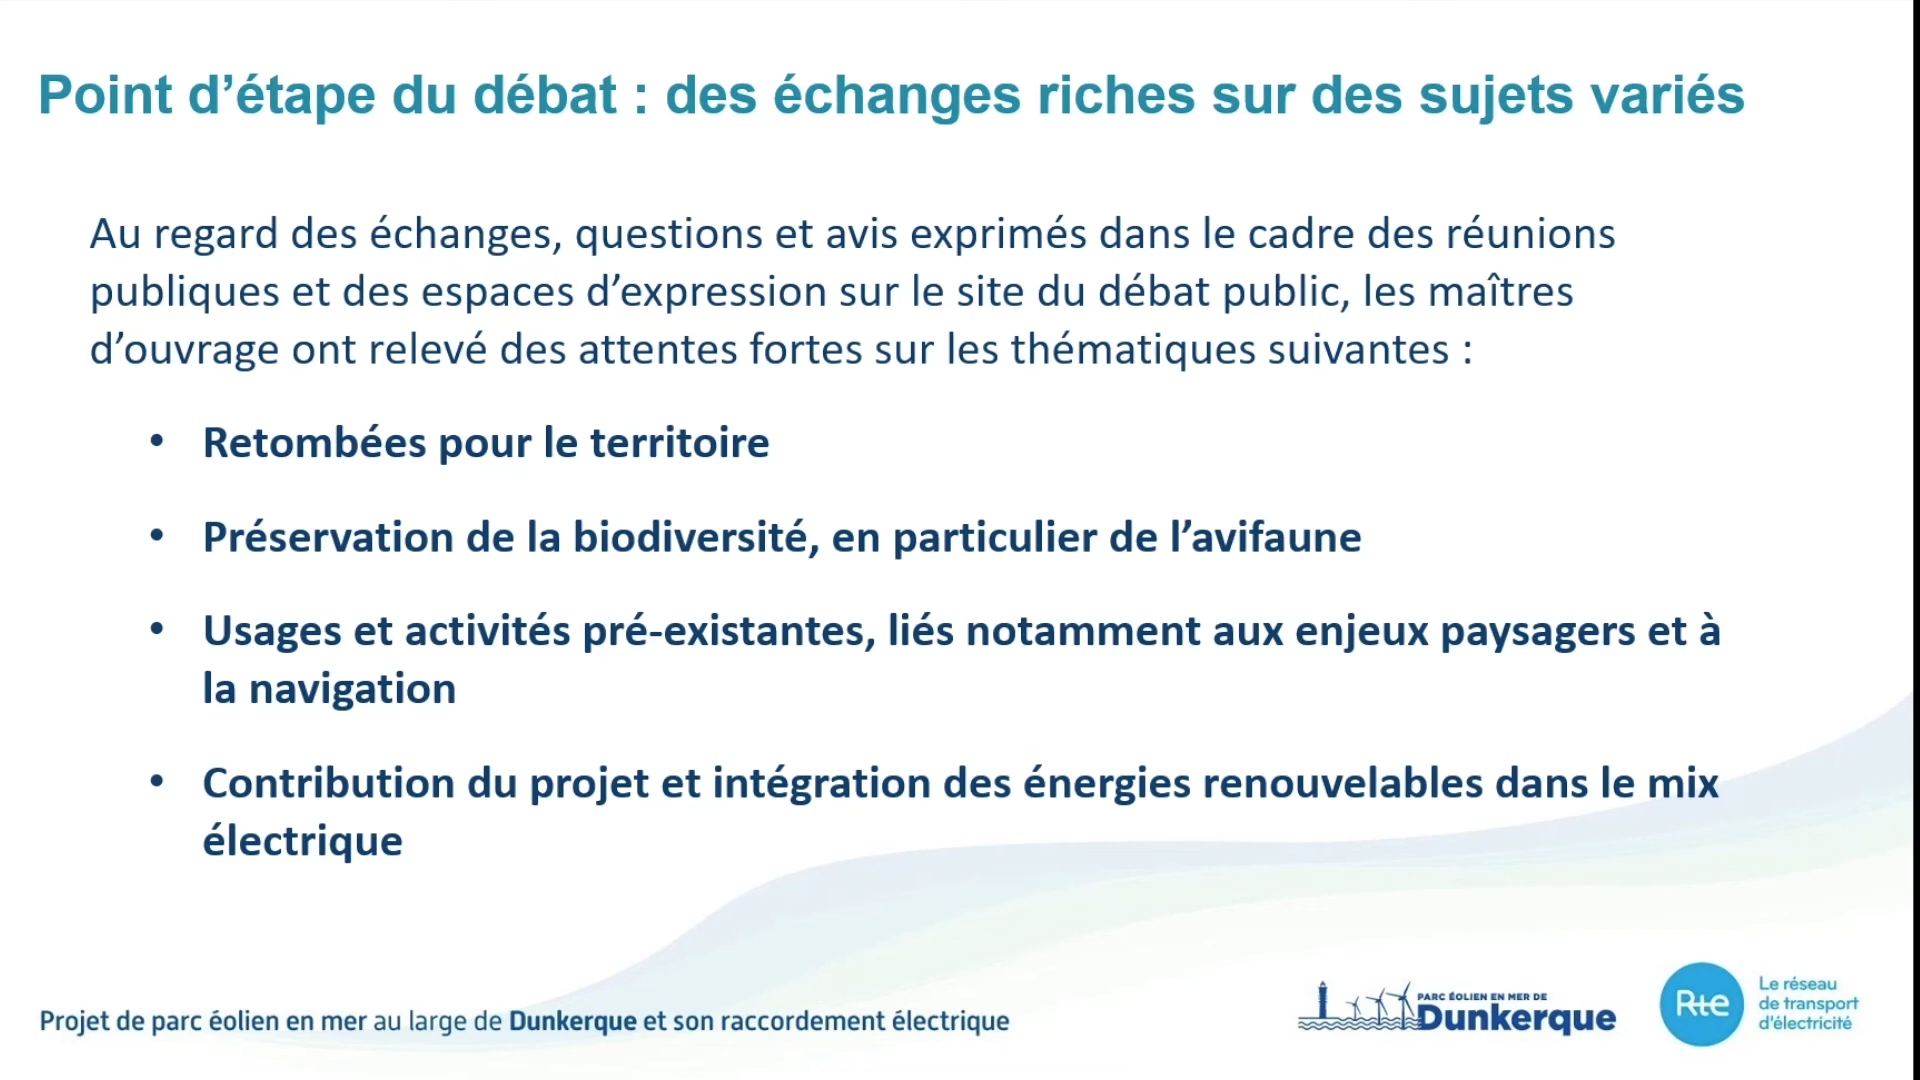 Point d’étape du débat : des échanges riches sur des sujets variés
Au regard des échanges, questions et avis exprimés dans le cadre des réunions
publiques et des espaces d’expression sur le site du débat public, les maîtres
d’ouvrage ont relevé des attentes fortes sur les thématiques suivantes :
• Retombées pour le territoire
• Préservation de la biodiversité, en particulier de l’avifaune
• Usages et activités pré-existantes, liés notamment aux enjeux paysagers et à
la navigation
• Contribution du projet et intégration des énergies renouvelables dans le mix
électrique
Projet de parc éolien en mer au large de Dunkerque et son raccordement électrique
PARC ÉOLIEN EN MER DE
Dunkerque
Rte
Le réseau
de transport
d'électricité